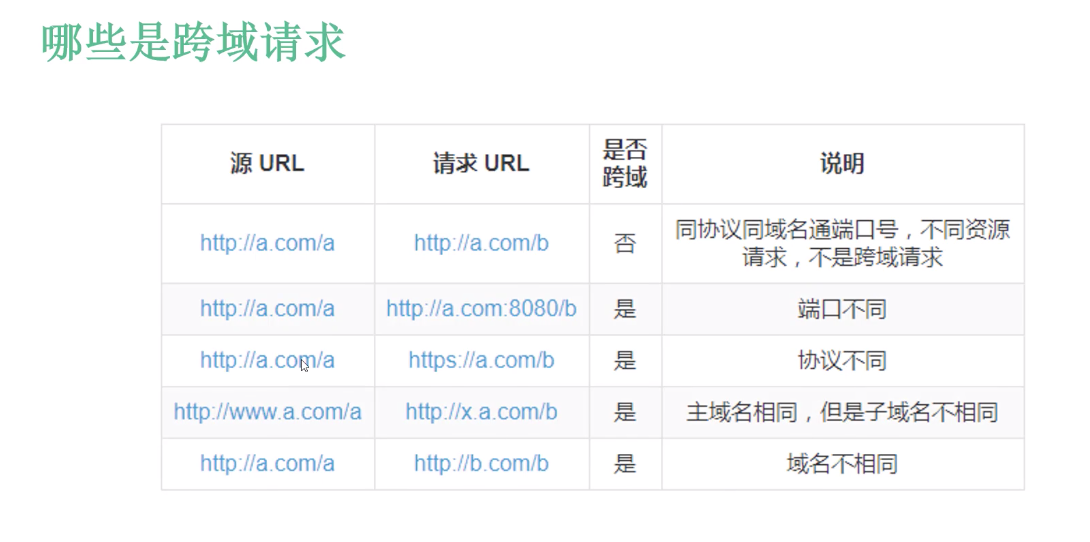 哪些是跨域请求
源 URL 请求 URL 是否跨域 说明
http://a.com/a http://a.com/b 否 同协议同域名通端口号，不同资源请求，不是跨域请求
http://a.com/a http://a.com:8080/b 是 端口不同
http://a.com/a https://a.com/b 是 协议不同
http://www.a.com/a http://x.a.com/b 是 主域名相同，但是子域名不相同
http://a.com/a http://b.com/b 是 域名不相同